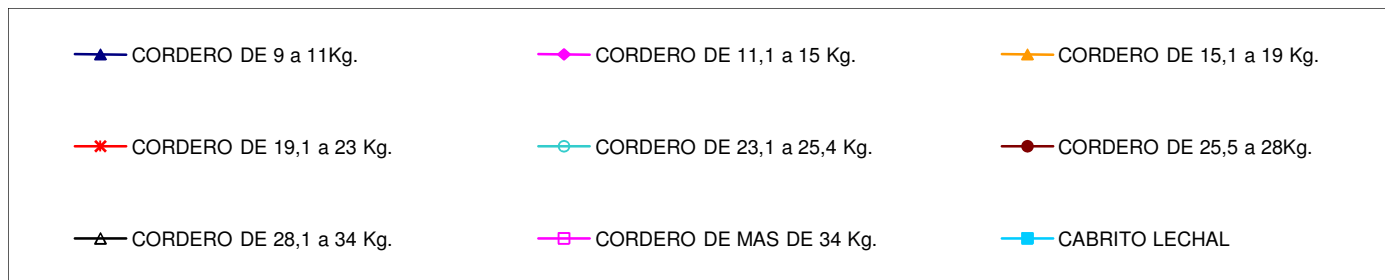 CORDERO DE 9 a 11Kg.
CORDERO DE 11,1 a 15 Kg.
CORDERO DE 15,1 a 19 Kg.
CORDERO DE 19,1 a 23 Kg.
CORDERO DE 23,1 a 25,4 Kg.
CORDERO DE 25,5 a 28Kg.
CORDERO DE 28,1 a 34 Kg.
CORDERO DE MAS DE 34 Kg.
CABRITO LECHAL